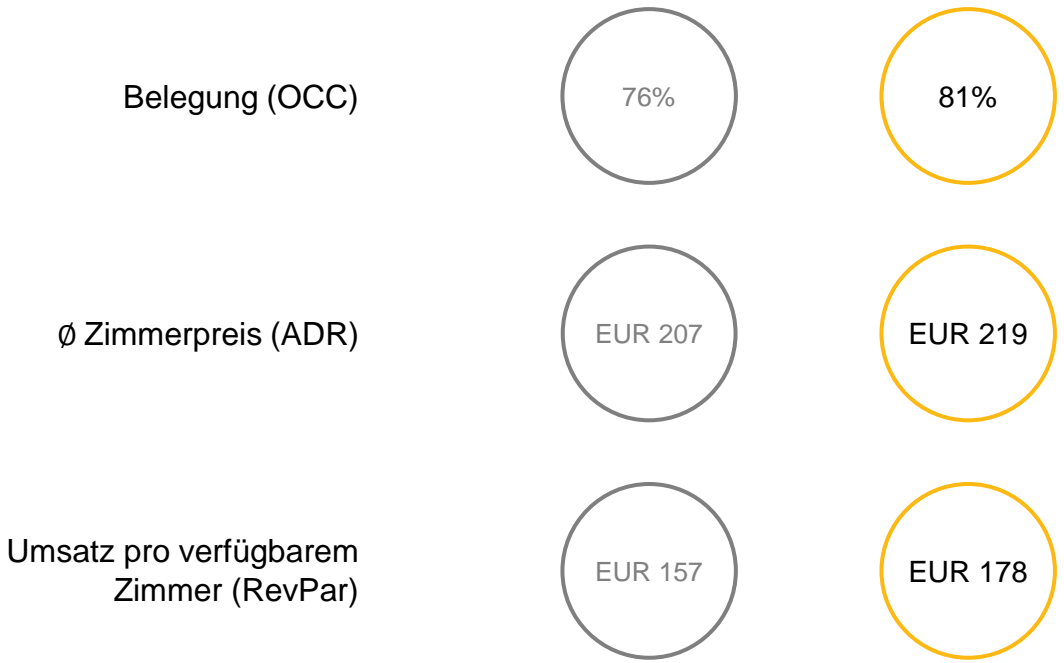 Belegung (OCC)
76%
81%
Ø Zimmerpreis (ADR)
EUR 207
EUR 219
Umsatz pro verfügbarem
Zimmer (RevPar)
EUR 157
EUR 178